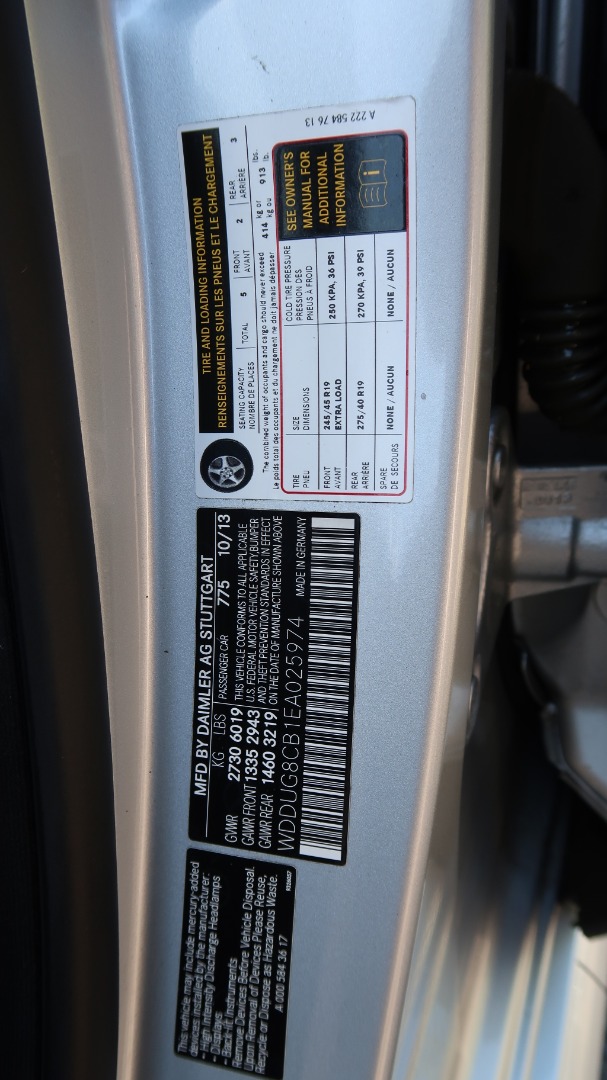 TIRE AND LOADING INFORMATION
RENSEIGNEMENTS SUR LES PNEUS ET LE CHARGEMENT
SEATING CAPACITY TOTAL 5 FRONT 2 REAR 3
NOMBRE DE PLACES AVANT ARRIÈRE
The combined weight of occupants and cargo should never exceed 414 kg or 913 lbs.
Le poids total des occupants et du chargement ne doit jamais dépasser kg ou lb.
TIRE SIZE COLD TIRE PRESSURE
PNEU DIMENSIONS PRESSION DES
PNEUS À FROID
FRONT 245/45 R19 250 KPA, 36 PSI
AVANT EXTRA LOAD
REAR 275/40 R19 270 KPA, 39 PSI
ARRIÈRE
SPARE NONE / AUCUN NONE / AUCUN
DE SECOURS
SEE OWNER'S
MANUAL FOR
ADDITIONAL
INFORMATION
i
A 222 584 76 13
MFD BY DAIMLER AG STUTTGART
KG LBS PASSENGER CAR 775 10/13
GVWR 2730 6019 THIS VEHICLE CONFORMS TO ALL APPLICABLE
GAWR FRONT 1335 2943 U.S. FEDERAL MOTOR VEHICLE SAFETY, BUMPER
GAWR REAR 1460 3219 AND THEFT PREVENTION STANDARDS IN EFFECT
ON THE DATE OF MANUFACTURE SHOWN ABOVE
WDDUG8CB1EA025974 MADE IN GERMANY
This vehicle may include mercury-added
devices installed by the manufacturer:
- High Intensity Discharge Headlamps
- Displays
- Back-lit Instruments
Remove Devices Before Vehicle Disposal.
Upon Removal of Devices Please Reuse,
Recycle or Dispose as Hazardous Waste.
A 000 584 36 17